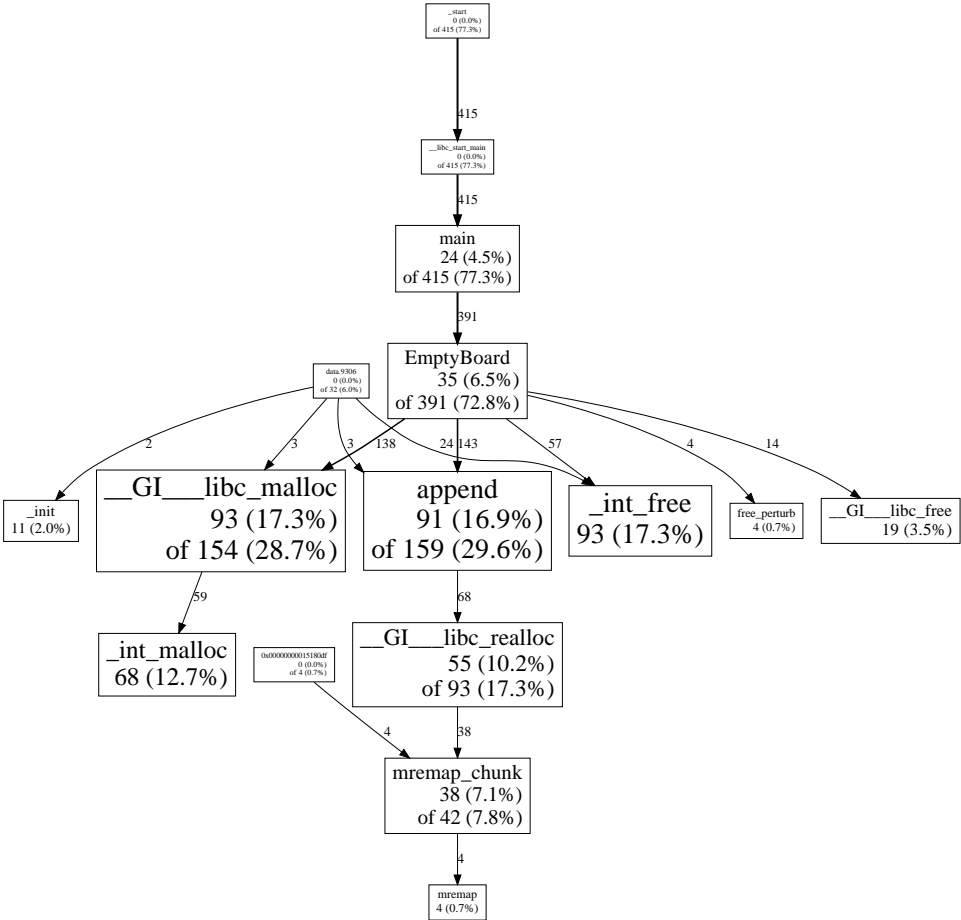 _start
0 (0.0%)
of 415 (77.3%)
415
__libc_start_main
0 (0.0%)
of 415 (77.3%)
415
main
24 (4.5%)
of 415 (77.3%)
391
EmptyBoard
35 (6.5%)
of 391 (72.8%)
data.9306
0 (0.0%)
of 32 (6.0%)
2
3
3
138
24
143
57
4
14
_init
11 (2.0%)
__GI___libc_malloc
93 (17.3%)
of 154 (28.7%)
append
91 (16.9%)
of 159 (29.6%)
_int_free
93 (17.3%)
free_perturb
4 (0.7%)
__GI___libc_free
19 (3.5%)
59
68
_int_malloc
68 (12.7%)
0x00000000015180df
0 (0.0%)
of 4 (0.7%)
__GI___libc_realloc
55 (10.2%)
of 93 (17.3%)
4
38
mremap_chunk
38 (7.1%)
of 42 (7.8%)
4
mremap
4 (0.7%)